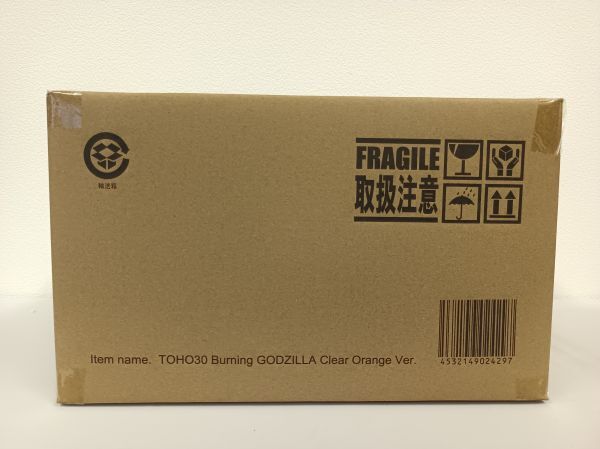 輸送箱
FRAGILE
取扱注意
Item name. TOHO30 Burning GODZILLA Clear Orange Ver.
4532149024297